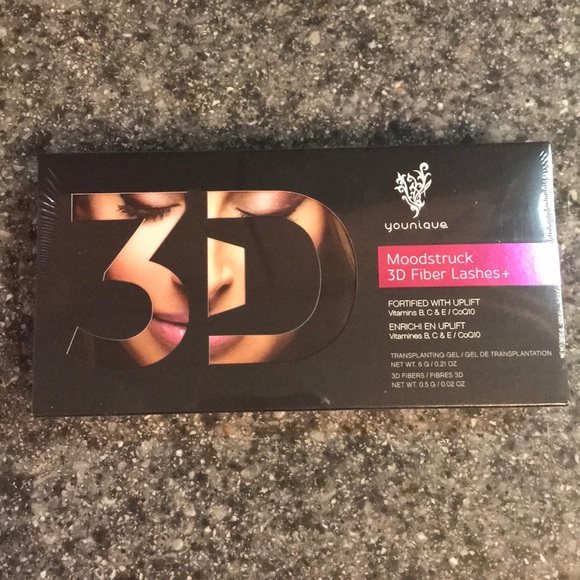 3D
younique
Moodstruck
3D Fiber Lashes+
FORTIFIED WITH UPLIFT
Vitamins B, C & E / CoQ10
ENRICHI EN UPLIFT
Vitamines B, C & E / CoQ10
TRANSPLANTING GEL / GEL DE TRANSPLANTATION
NET WT. 6 G / 0.21 OZ
3D FIBERS / FIBRES 3D
NET WT. 0.5 G / 0.02 OZ